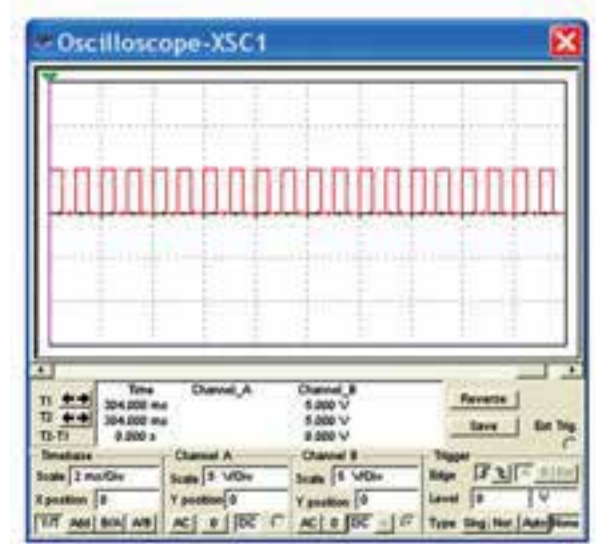 Oscilloscope-XSC1
Time Channel_A Channel_B
T1 304.000 ms 5.000 V
T2 304.000 ms 5.000 V
T2-T1 0.000 s 0.000 V
Reverse
Save
Ext Trig
Timebase
Scale 2 ms/Div
X position 0
Y/T Add B/A A/B
Channel A
Scale 5 V/Div
Y position 0
AC 0 DC
Channel B
Scale 5 V/Div
Y position 0
AC 0 DC -
Trigger
Edge
Level 0 V
Type Sing. Nor. Auto None